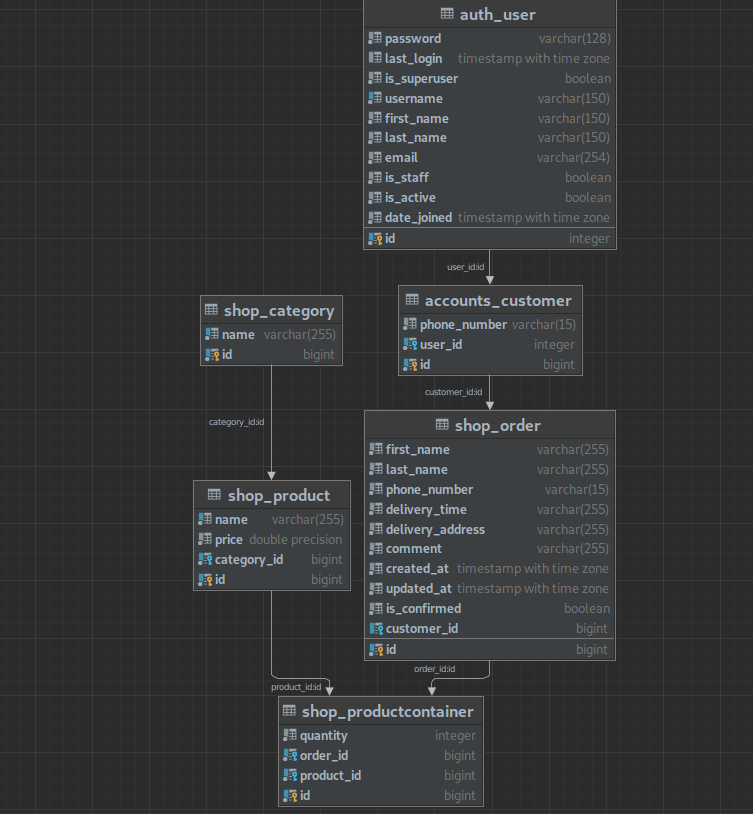 auth_user
password varchar(128)
last_login timestamp with time zone
is_superuser boolean
username varchar(150)
first_name varchar(150)
last_name varchar(150)
email varchar(254)
is_staff boolean
is_active boolean
date_joined timestamp with time zone
id integer
user_id:id
accounts_customer
phone_number varchar(15)
user_id integer
id bigint
shop_category
name varchar(255)
id bigint
customer_id:id
category_id:id
shop_order
first_name varchar(255)
last_name varchar(255)
phone_number varchar(15)
delivery_time varchar(255)
delivery_address varchar(255)
comment varchar(255)
created_at timestamp with time zone
updated_at timestamp with time zone
is_confirmed boolean
customer_id bigint
id bigint
shop_product
name varchar(255)
price double precision
category_id bigint
id bigint
order_id:id
product_id:id
shop_productcontainer
quantity integer
order_id bigint
product_id bigint
id bigint